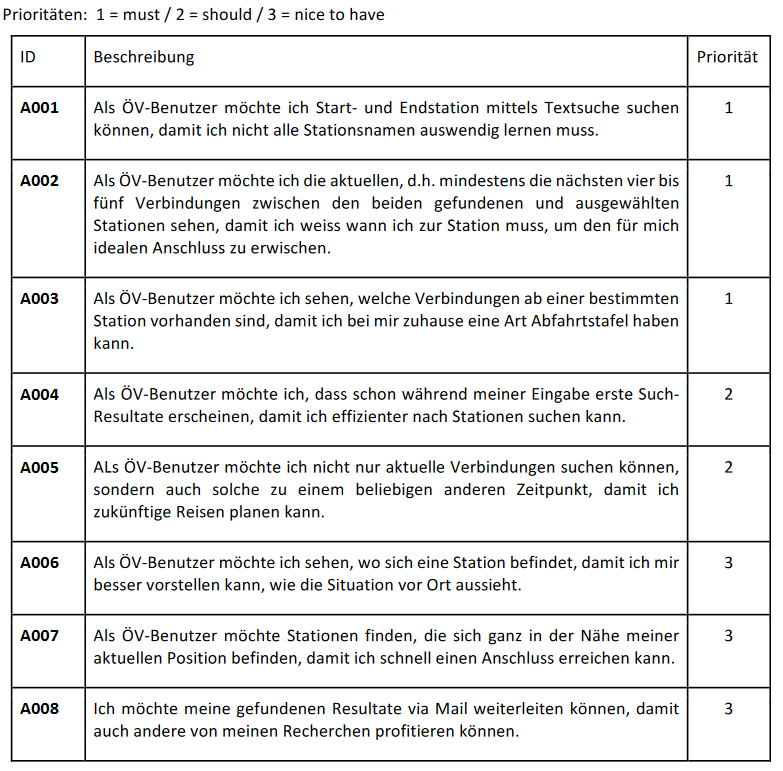 Prioritäten: 1 = must / 2 = should / 3 = nice to have
ID Beschreibung Priorität
A001 Als ÖV-Benutzer möchte ich Start- und Endstation mittels Textsuche suchen 1
können, damit ich nicht alle Stationsnamen auswendig lernen muss.
A002 Als ÖV-Benutzer möchte ich die aktuellen, d.h. mindestens die nächsten vier bis 1
fünf Verbindungen zwischen den beiden gefundenen und ausgewählten
Stationen sehen, damit ich weiss wann ich zur Station muss, um den für mich
idealen Anschluss zu erwischen.
A003 Als ÖV-Benutzer möchte ich sehen, welche Verbindungen ab einer bestimmten 1
Station vorhanden sind, damit ich bei mir zuhause eine Art Abfahrtstafel haben
kann.
A004 Als ÖV-Benutzer möchte ich, dass schon während meiner Eingabe erste Such- 2
Resultate erscheinen, damit ich effizienter nach Stationen suchen kann.
A005 ALs ÖV-Benutzer möchte ich nicht nur aktuelle Verbindungen suchen können, 2
sondern auch solche zu einem beliebigen anderen Zeitpunkt, damit ich
zukünftige Reisen planen kann.
A006 Als ÖV-Benutzer möchte ich sehen, wo sich eine Station befindet, damit ich mir 3
besser vorstellen kann, wie die Situation vor Ort aussieht.
A007 Als ÖV-Benutzer möchte Stationen finden, die sich ganz in der Nähe meiner 3
aktuellen Position befinden, damit ich schnell einen Anschluss erreichen kann.
A008 Ich möchte meine gefundenen Resultate via Mail weiterleiten können, damit 3
auch andere von meinen Recherchen profitieren können.